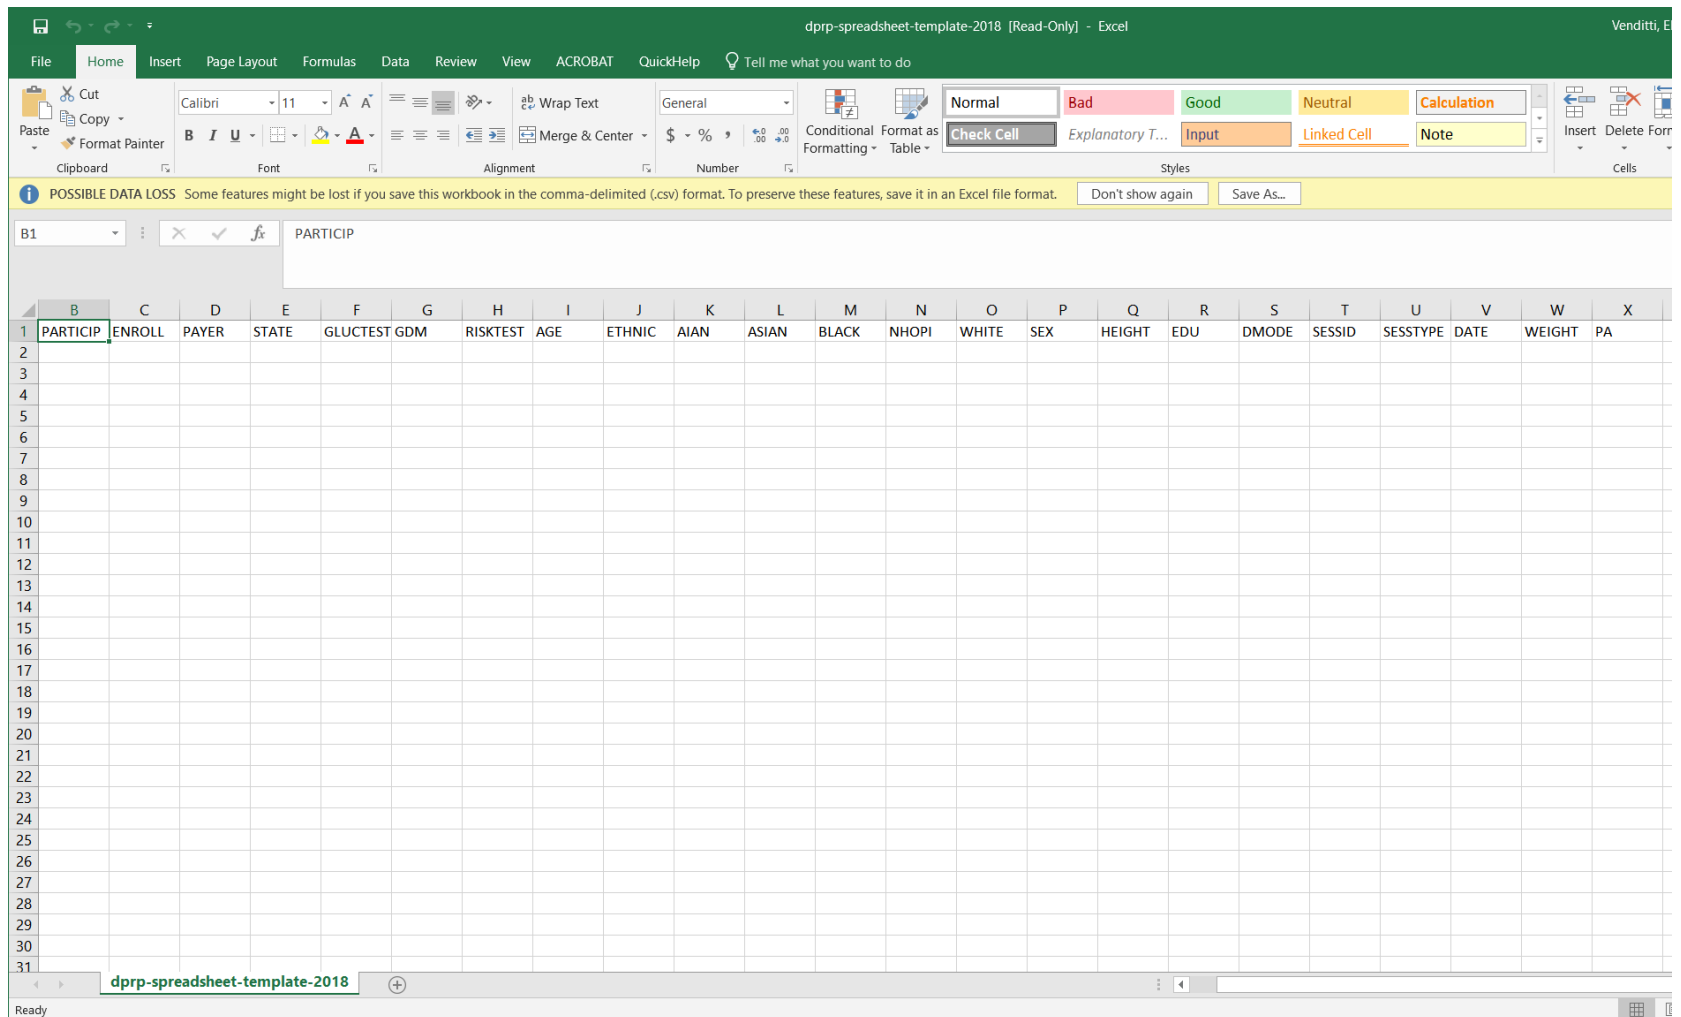 dprp-spreadsheet-template-2018 [Read-Only] - Excel
Venditti, El
File Home Insert Page Layout Formulas Data Review View ACROBAT QuickHelp Tell me what you want to do
Paste
Cut
Copy
Format Painter
Clipboard
Calibri 11 A A
B I U A
Font
ab Wrap Text
Merge & Center
Alignment
General
$ % ,
Number
Conditional Formatting
Format as Table
Normal Bad Good Neutral Calculation
Check Cell Explanatory T... Input Linked Cell Note
Styles
Insert Delete Form
Cells
POSSIBLE DATA LOSS Some features might be lost if you save this workbook in the comma-delimited (.csv) format. To preserve these features, save it in an Excel file format. Don't show again Save As...
B1 fx PARTICIP
B C D E F G H I J K L M N O P Q R S T U V W X
1 PARTICIP ENROLL PAYER STATE GLUCTEST GDM RISKTEST AGE ETHNIC AIAN ASIAN BLACK NHOPI WHITE SEX HEIGHT EDU DMODE SESSID SESSTYPE DATE WEIGHT PA
2
3
4
5
6
7
8
9
10
11
12
13
14
15
16
17
18
19
20
21
22
23
24
25
26
27
28
29
30
31
dprp-spreadsheet-template-2018
Ready